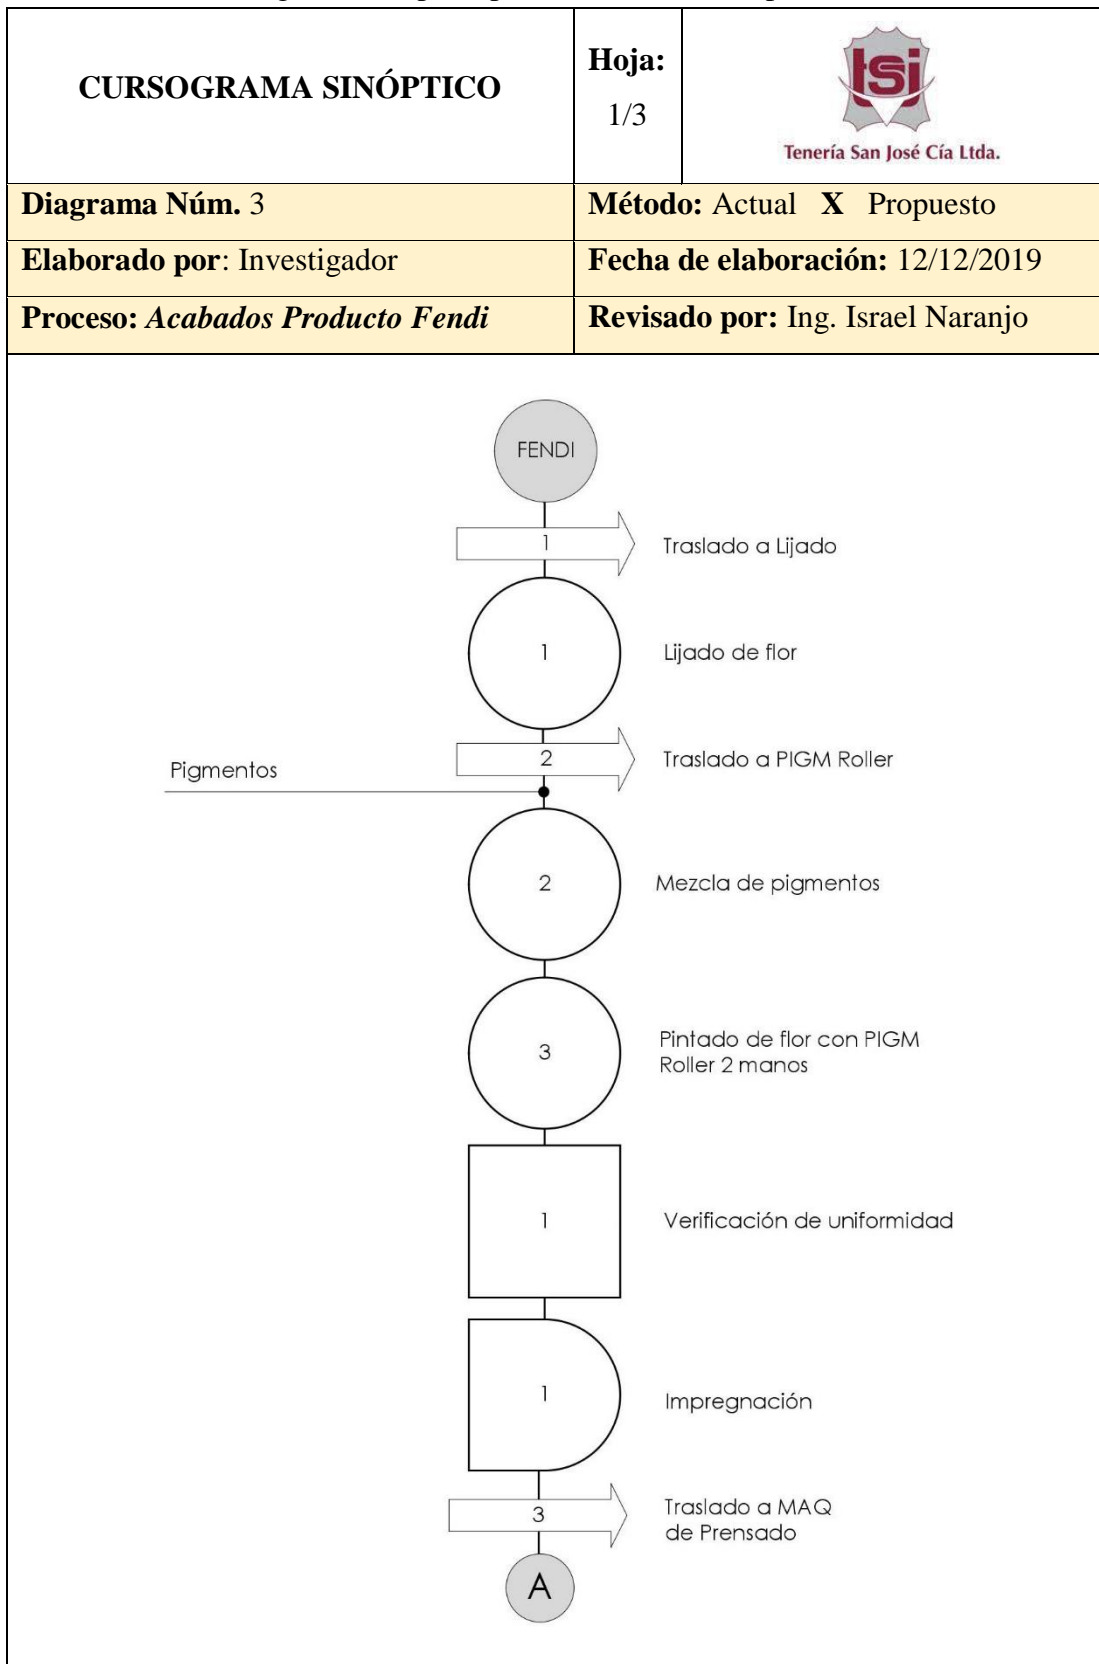 CURSOGRAMA SINÓPTICO
Hoja:
1/3
tsj
Tenería San José Cía Ltda.
Diagrama Núm. 3
Método: Actual X Propuesto
Elaborado por: Investigador
Fecha de elaboración: 12/12/2019
Proceso: Acabados Producto Fendi
Revisado por: Ing. Israel Naranjo
FENDI
1
Traslado a Lijado
1
Lijado de flor
2
Traslado a PIGM Roller
Pigmentos
2
Mezcla de pigmentos
3
Pintado de flor con PIGM
Roller 2 manos
1
Verificación de uniformidad
1
Impregnación
3
Traslado a MAQ
de Prensado
A